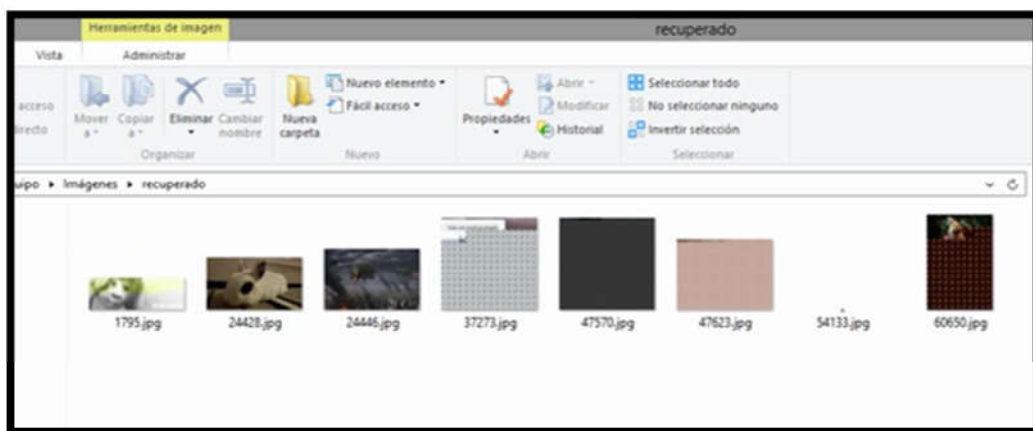 Herramientas de imagen
recuperado
Vista Administrar
acceso
directo
Mover a
Copiar a
Eliminar
Cambiar nombre
Nueva carpeta
Nuevo elemento
Fácil acceso
Propiedades
Abrir
Modificar
Historial
Seleccionar todo
No seleccionar ninguno
Invertir selección
Organizar Nuevo Abrir Seleccionar
uipo Imágenes recuperado
1795.jpg 24428.jpg 24446.jpg 37273.jpg 47570.jpg 47623.jpg 54133.jpg 60650.jpg